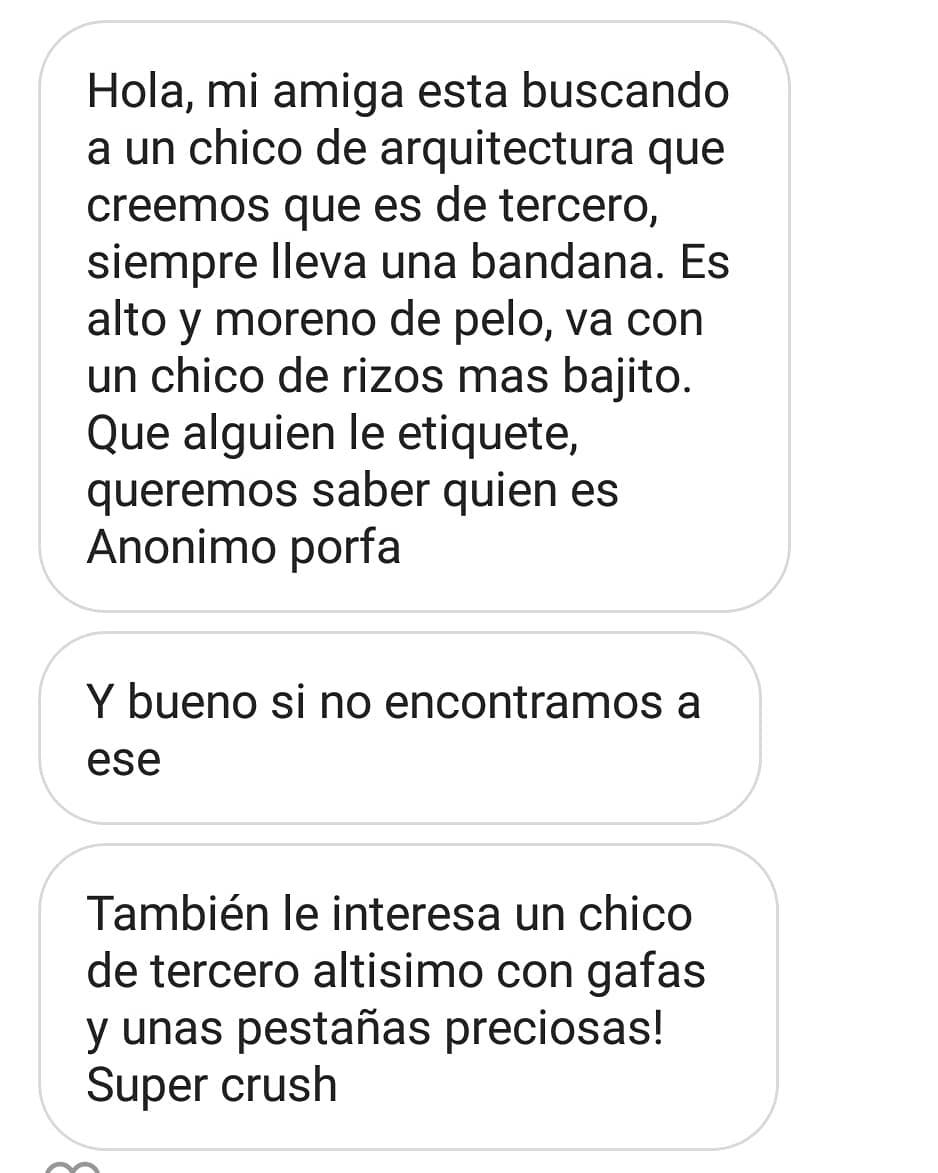 Hola, mi amiga esta buscando
a un chico de arquitectura que
creemos que es de tercero,
siempre lleva una bandana. Es
alto y moreno de pelo, va con
un chico de rizos mas bajito.
Que alguien le etiquete,
queremos saber quien es
Anonimo porfa
Y bueno si no encontramos a
ese
También le interesa un chico
de tercero altisimo con gafas
y unas pestañas preciosas!
Super crush